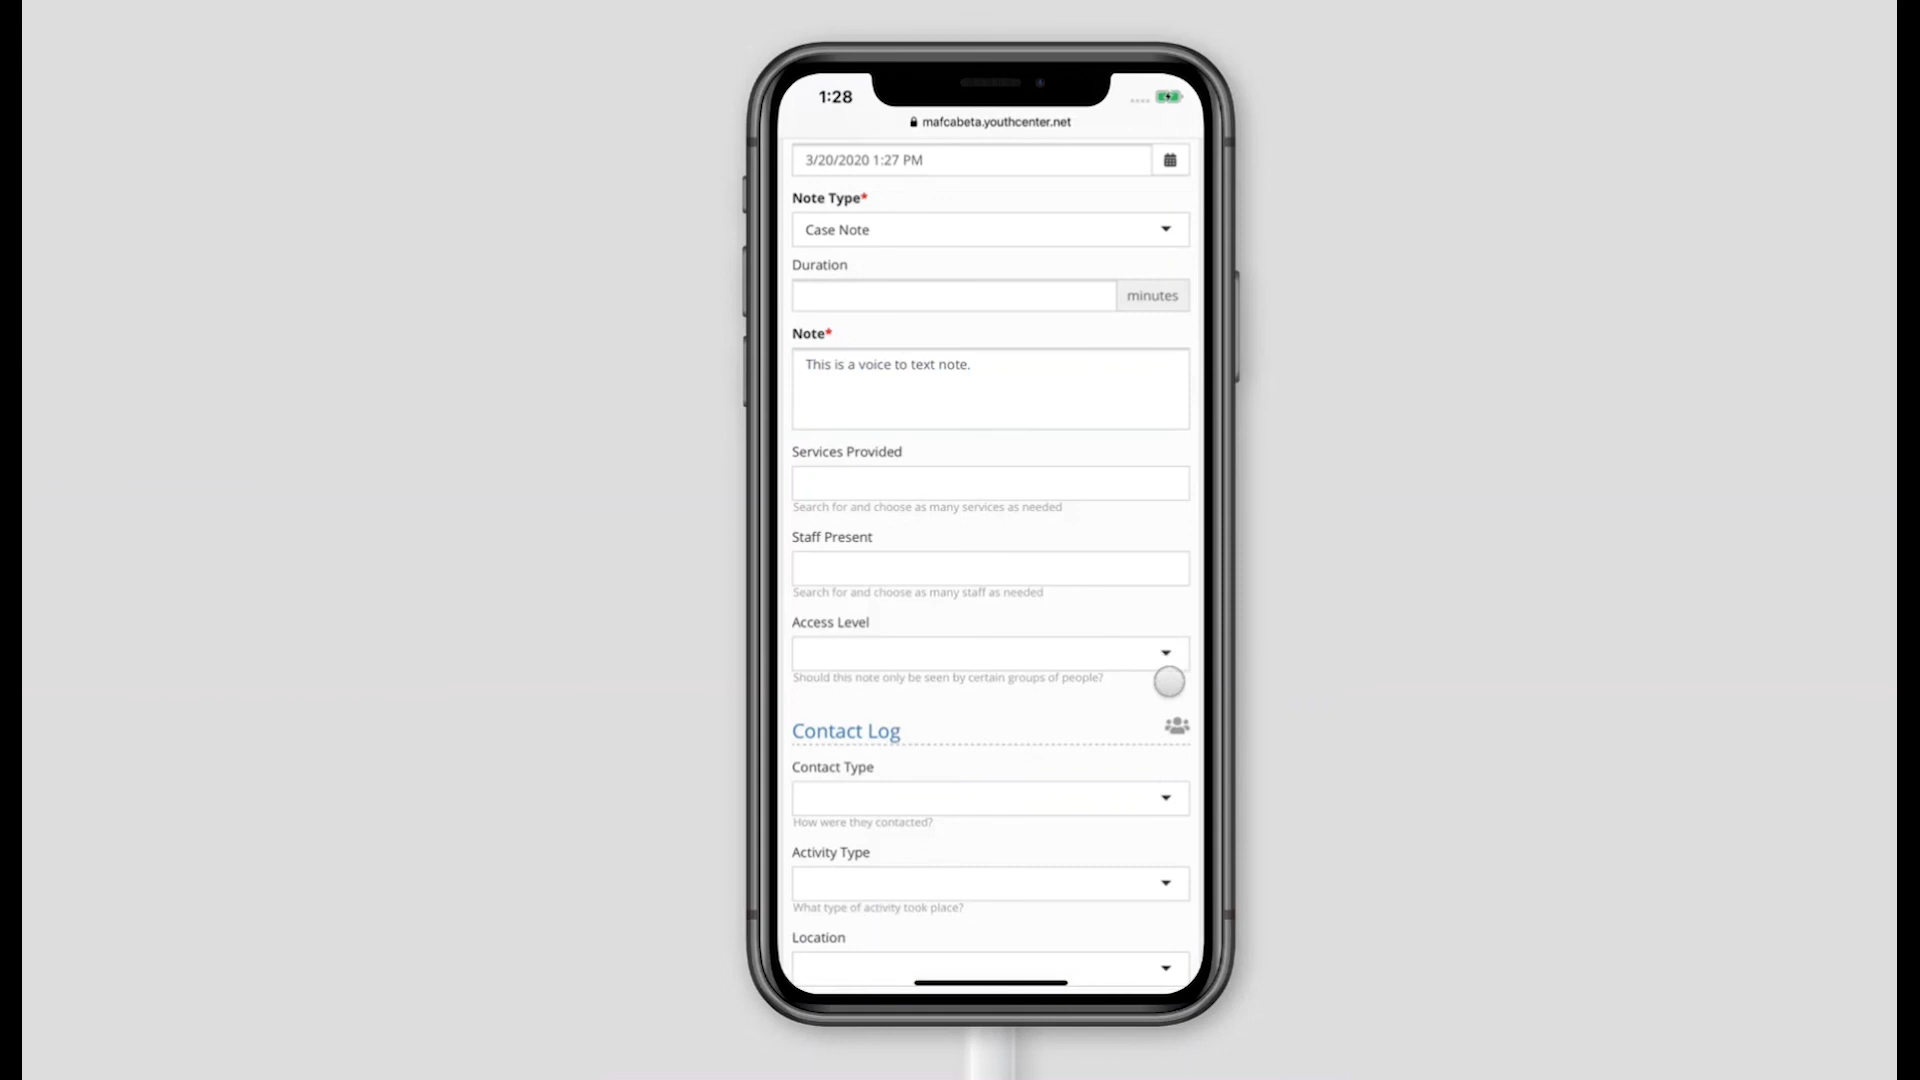 1:28
mafcabeta.youthcenter.net
3/20/2020 1:27 PM
Note Type*
Case Note
Duration
minutes
Note*
This is a voice to text note.
Services Provided
Search for and choose as many services as needed
Staff Present
Search for and choose as many staff as needed
Access Level
Should this note only be seen by certain groups of people?
Contact Log
Contact Type
How were they contacted?
Activity Type
What type of activity took place?
Location